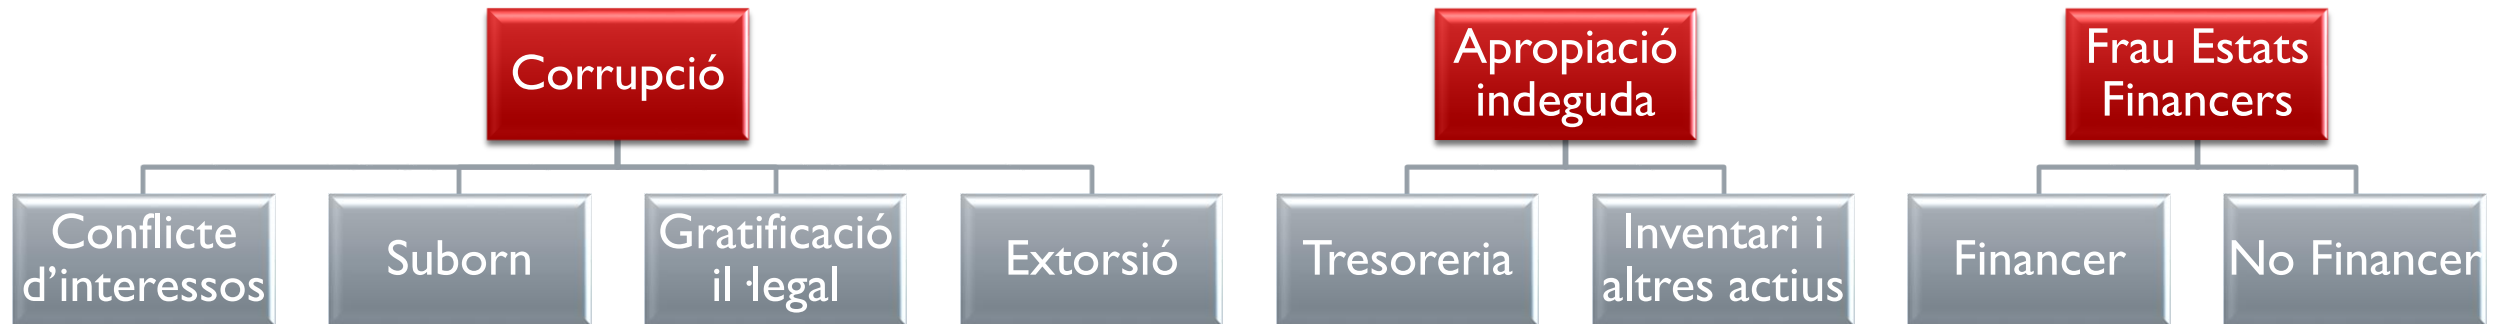 Corrupció
Apropiació
indeguda
Frau Estats
Financers
Conflicte
d'interessos
Suborn
Gratificació
il ·legal
Extorsió
Tresoreria
Inventari i
altres actius
Financer
No Financer